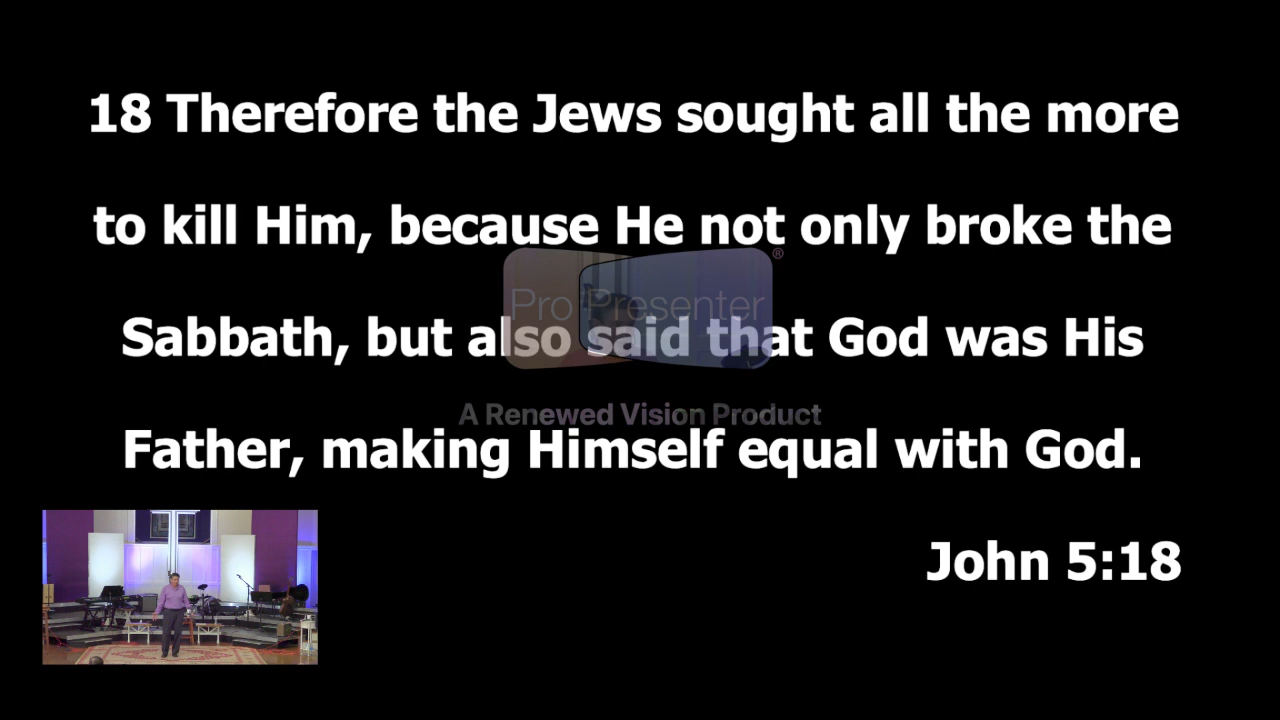 18 Therefore the Jews sought all the more
to kill Him, because He not only broke the
ProPresenter®
Sabbath, but also said that God was His
A Renewed Vision Product
Father, making Himself equal with God.
John 5:18